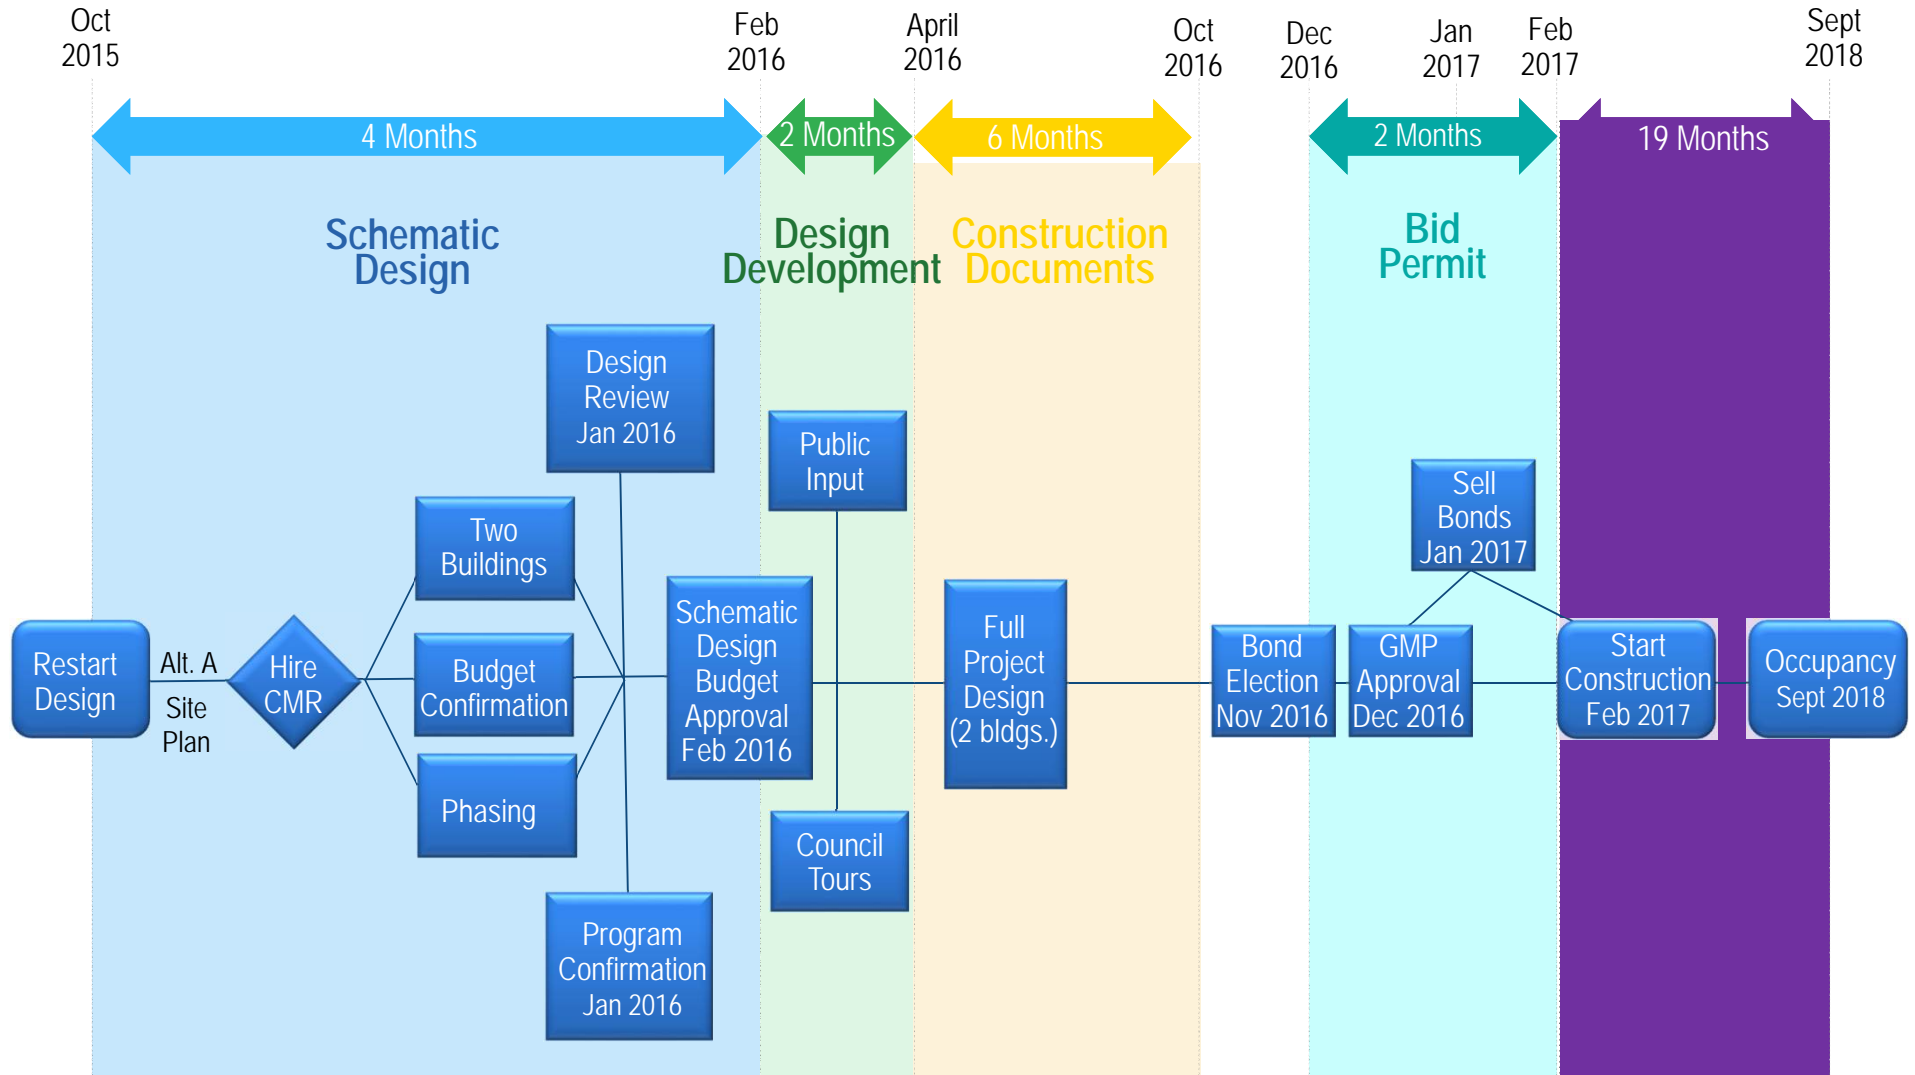 Oct
2015
Feb
2016
April
2016
Oct
2016
Dec
2016
Jan
2017
Feb
2017
Sept
2018
4 Months
2 Months
6 Months
2 Months
19 Months
Schematic
Design
Design
Development
Construction
Documents
Bid
Permit
Restart
Design
Alt. A
Site
Plan
Hire
CMR
Two
Buildings
Budget
Confirmation
Phasing
Design
Review
Jan 2016
Program
Confirmation
Jan 2016
Schematic
Design
Budget
Approval
Feb 2016
Public
Input
Council
Tours
Full
Project
Design
(2 bldgs.)
Bond
Election
Nov 2016
GMP
Approval
Dec 2016
Sell
Bonds
Jan 2017
Start
Construction
Feb 2017
Occupancy
Sept 2018